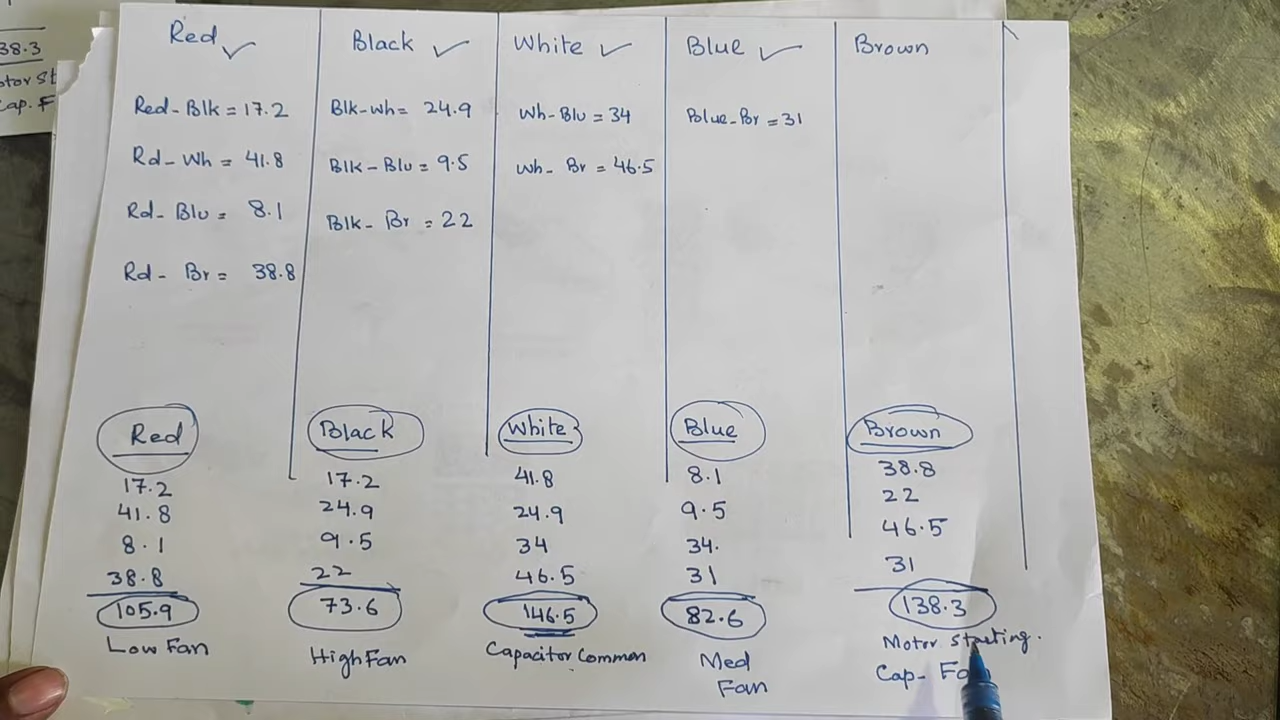 38.3
Cap. F
Red
Red-Blk = 17.2
Rd-Wh = 41.8
Rd-Blu = 8.1
Rd-Br = 38.8
Black
Blk-Wh= 24.9
Blk-Blu = 9.5
Blk-Br = 22
White
Wh-Blu = 34
Wh-Br = 46.5
Blue
Blue-Br = 31
Brown
Red
17.2
41.8
8.1
38.8
105.9
Low Fan
Black
17.2
24.9
9.5
22
73.6
High Fan
White
41.8
24.9
34
46.5
146.5
Capacitor Common
Blue
8.1
9.5
34.
31
82.6
Med
Fan
Brown
38.8
22
46.5
31
138.3
Motor Starting.
Cap- Fan